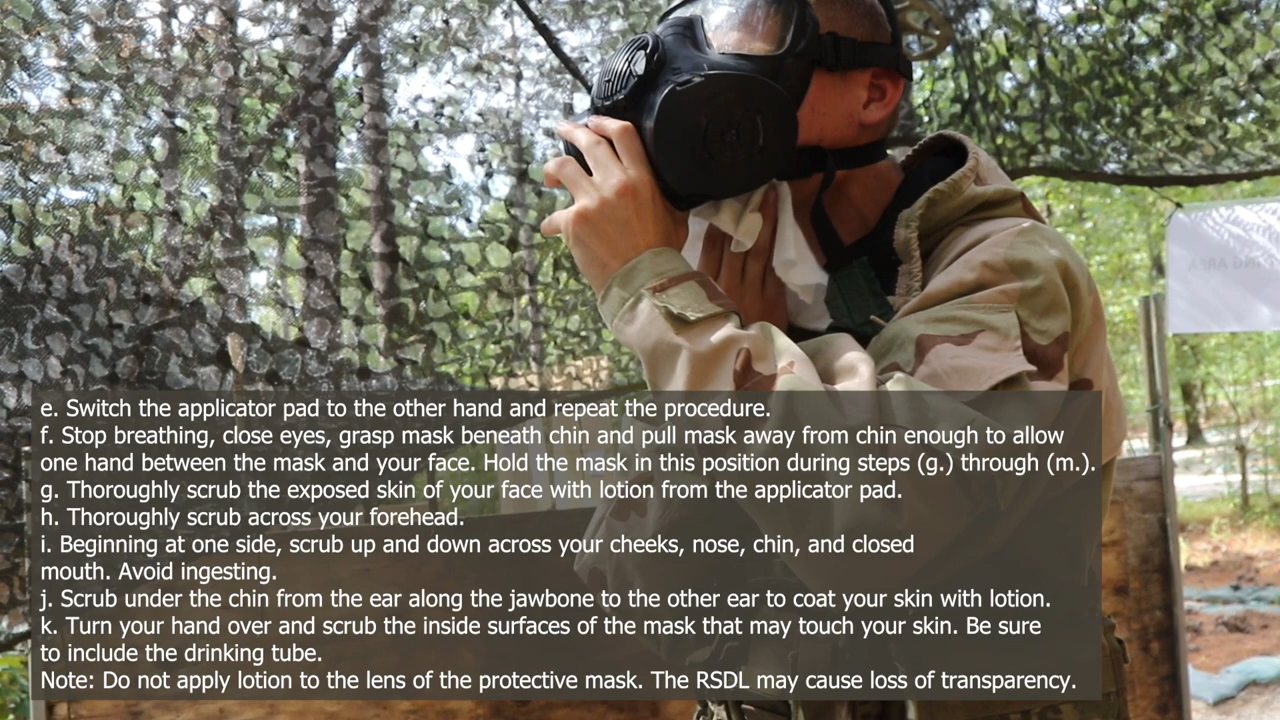 e. Switch the applicator pad to the other hand and repeat the procedure.
f. Stop breathing, close eyes, grasp mask beneath chin and pull mask away from chin enough to allow
one hand between the mask and your face. Hold the mask in this position during steps (g.) through (m.).
g. Thoroughly scrub the exposed skin of your face with lotion from the applicator pad.
h. Thoroughly scrub across your forehead.
i. Beginning at one side, scrub up and down across your cheeks, nose, chin, and closed
mouth. Avoid ingesting.
j. Scrub under the chin from the ear along the jawbone to the other ear to coat your skin with lotion.
k. Turn your hand over and scrub the inside surfaces of the mask that may touch your skin. Be sure
to include the drinking tube.
Note: Do not apply lotion to the lens of the protective mask. The RSDL may cause loss of transparency.